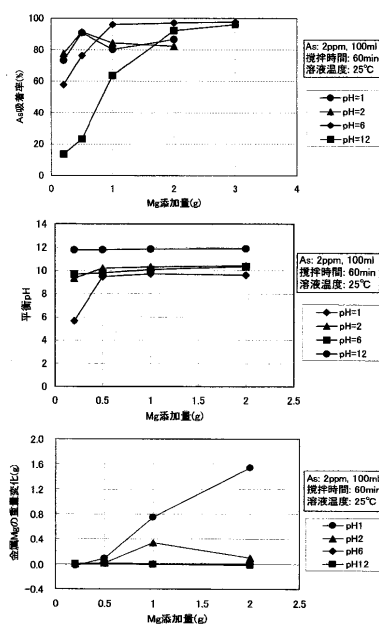 100
80
60
40
20
0
As吸着率(%)
0
1
2
3
4
Mg添加量(g)
As: 2ppm, 100ml
攪拌時間: 60min
溶液温度: 25℃
pH=1
pH=2
pH=6
pH=12
14
12
10
8
6
4
2
0
平衡pH
0
0.5
1
1.5
2
2.5
Mg添加量(g)
As: 2ppm, 100ml
攪拌時間: 60min
溶液温度: 25℃
pH=1
pH=2
pH=6
pH=12
2.0
1.6
1.2
0.8
0.4
0.0
-0.4
金属Mgの重量変化(g)
0
0.5
1
1.5
2
2.5
Mg添加量(g)
As: 2ppm, 100ml
攪拌時間: 60min
溶液温度: 25℃
pH1
pH2
pH6
pH12